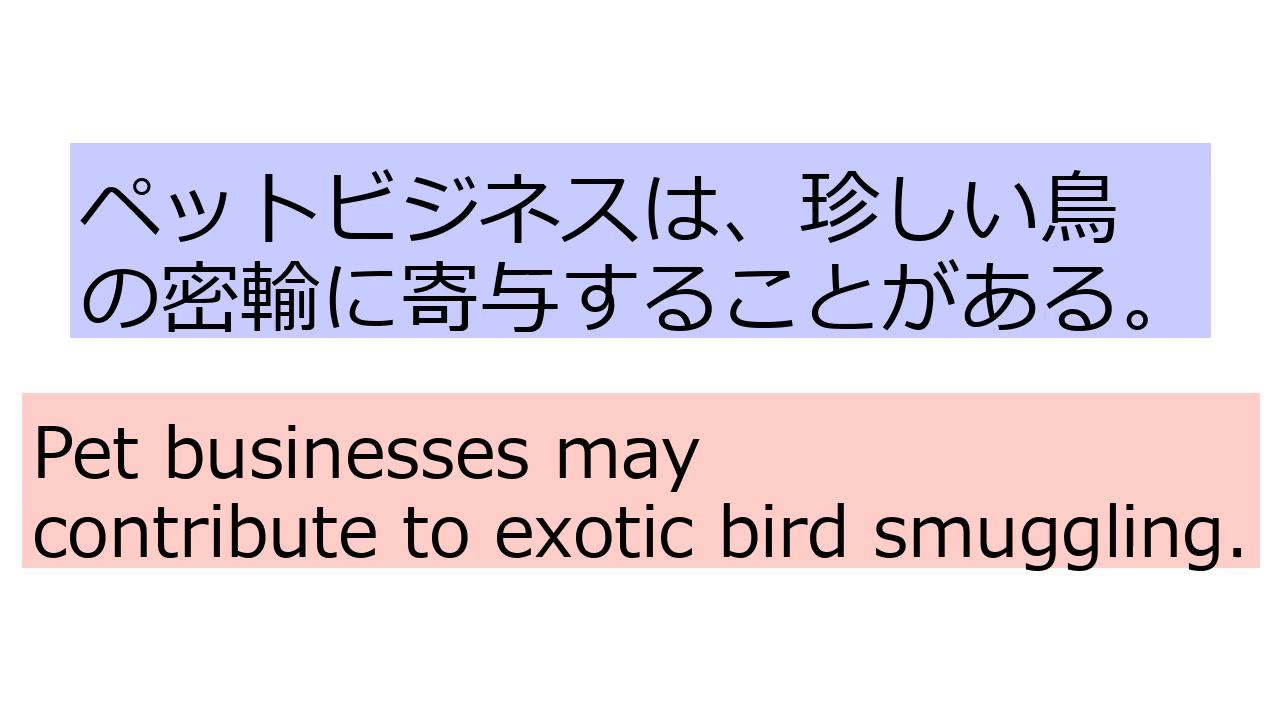 ペットビジネスは、珍しい鳥
の密輸に寄与することがある。
Pet businesses may
contribute to exotic bird smuggling.